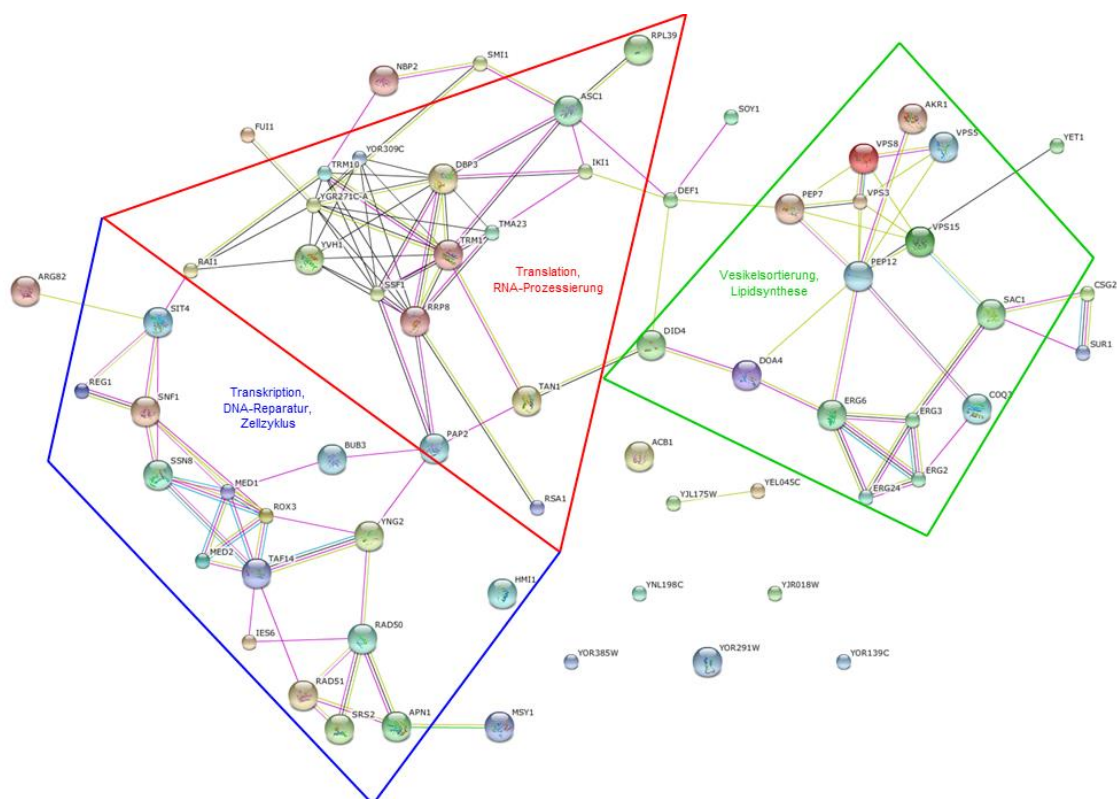 RPL39
SMI1
NBP2
ASC1
AKR1
VPS5
FUI1
SOY1
VPS8
YET1
YOR309C
TRM10
DBP3
IKI1
DEF1
PEP7
VPS3
YGR271C-A
TMA23
VPS15
YVH1
TRM1
RAI1
PEP12
ARG82
SSF1
Translation,
RNA-Prozessierung
Vesikelsortierung,
Lipidsynthese
SAC1
CSG2
SIT4
RRP8
DID4
SUR1
DOA4
REG1
SNF1
Transkription,
DNA-Reparatur,
Zellzyklus
TAN1
ERG6
ERG3
BUB3
PAP2
ACB1
SSN8
MED1
ERG2
YEL045C
ERG24
YJL175W
RSA1
ROX3
YNG2
MED2
TAF14
HMI1
YNL198C
YJR018W
IES6
RAD50
YOR385W
YOR291W
YOR139C
RAD51
SRS2
APN1
MSY1